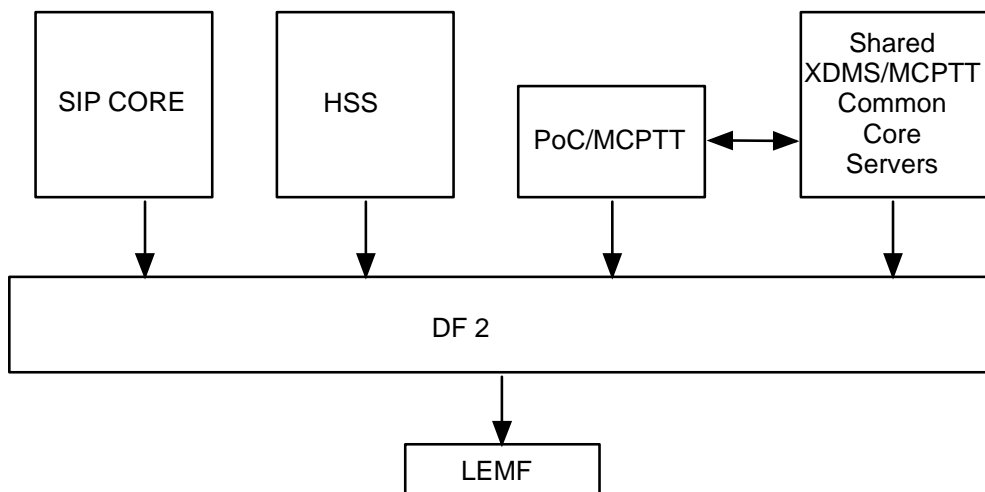 SIP CORE
HSS
PoC/MCPTT
Shared
XDMS/MCPTT
Common
Core
Servers
DF 2
LEMF